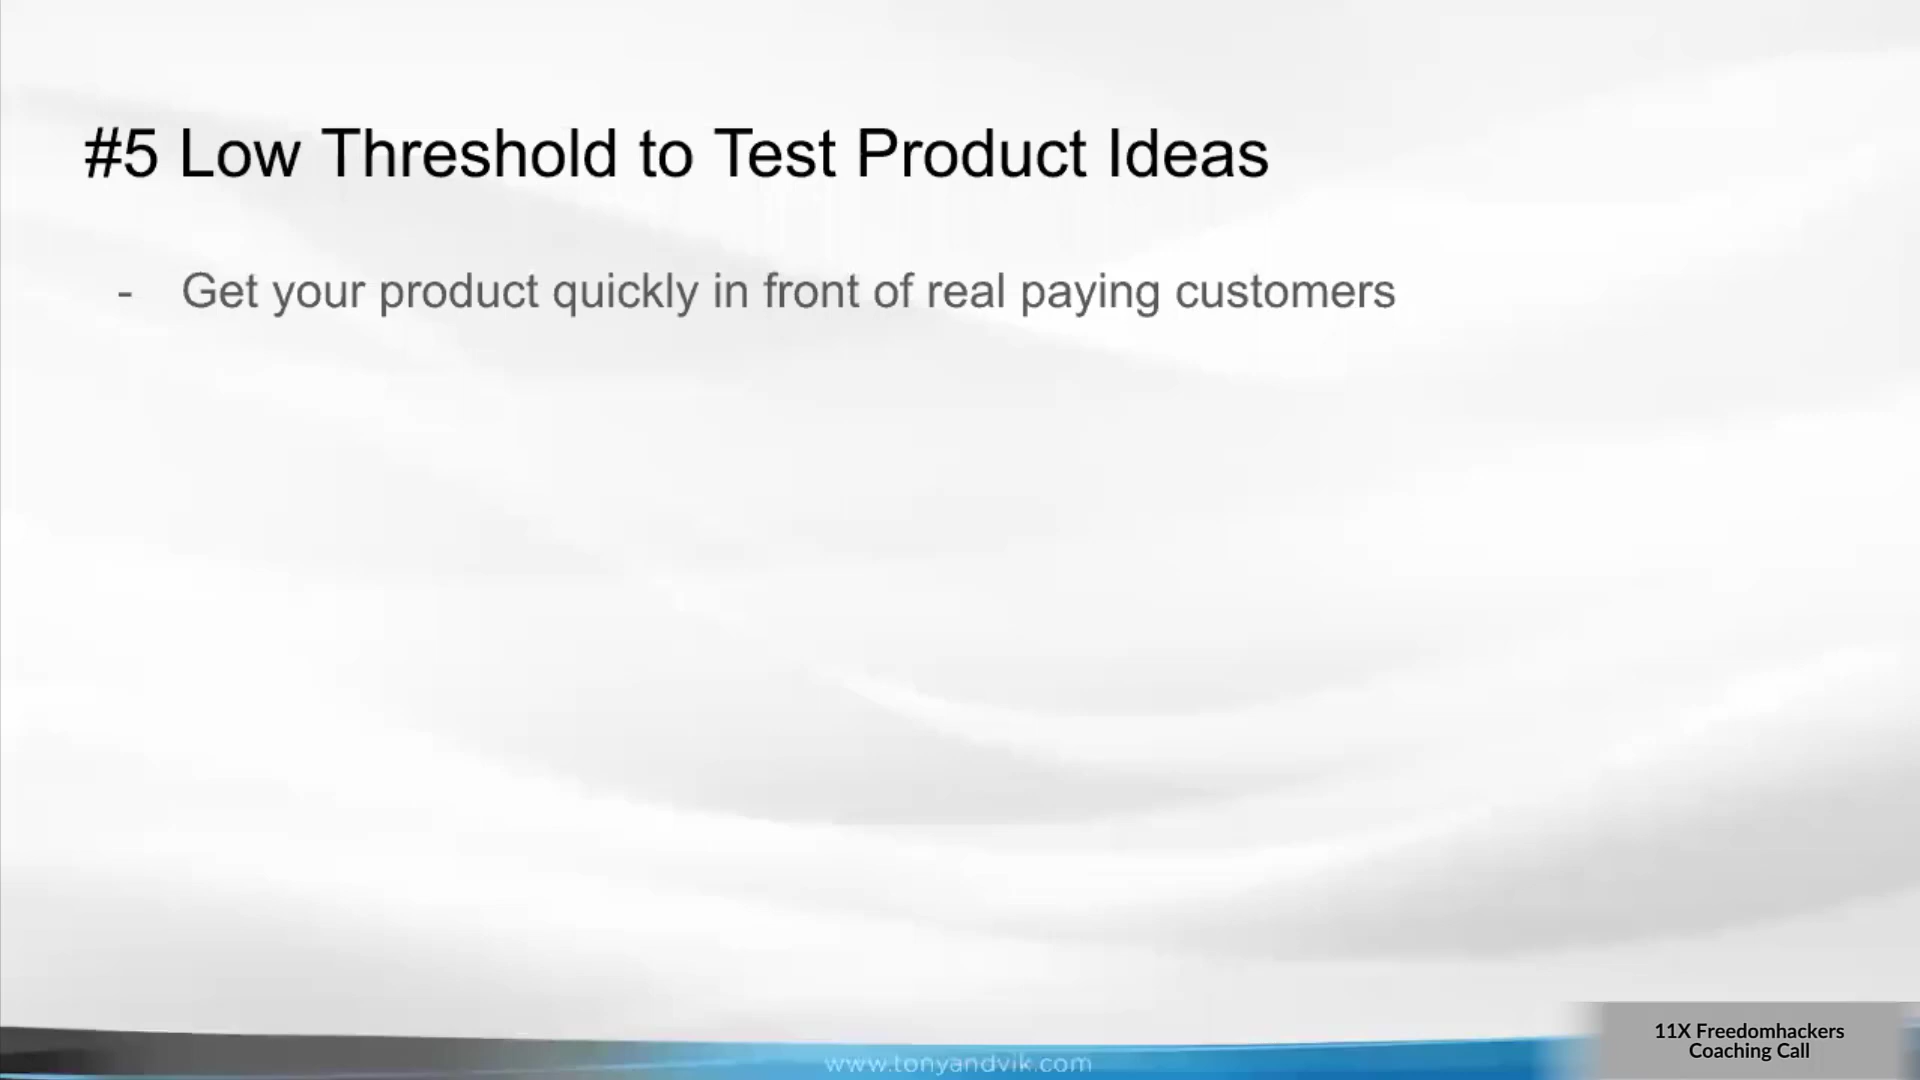 #5 Low Threshold to Test Product Ideas
- Get your product quickly in front of real paying customers
www.tonyandvik.com
11X Freedomhackers
Coaching Call